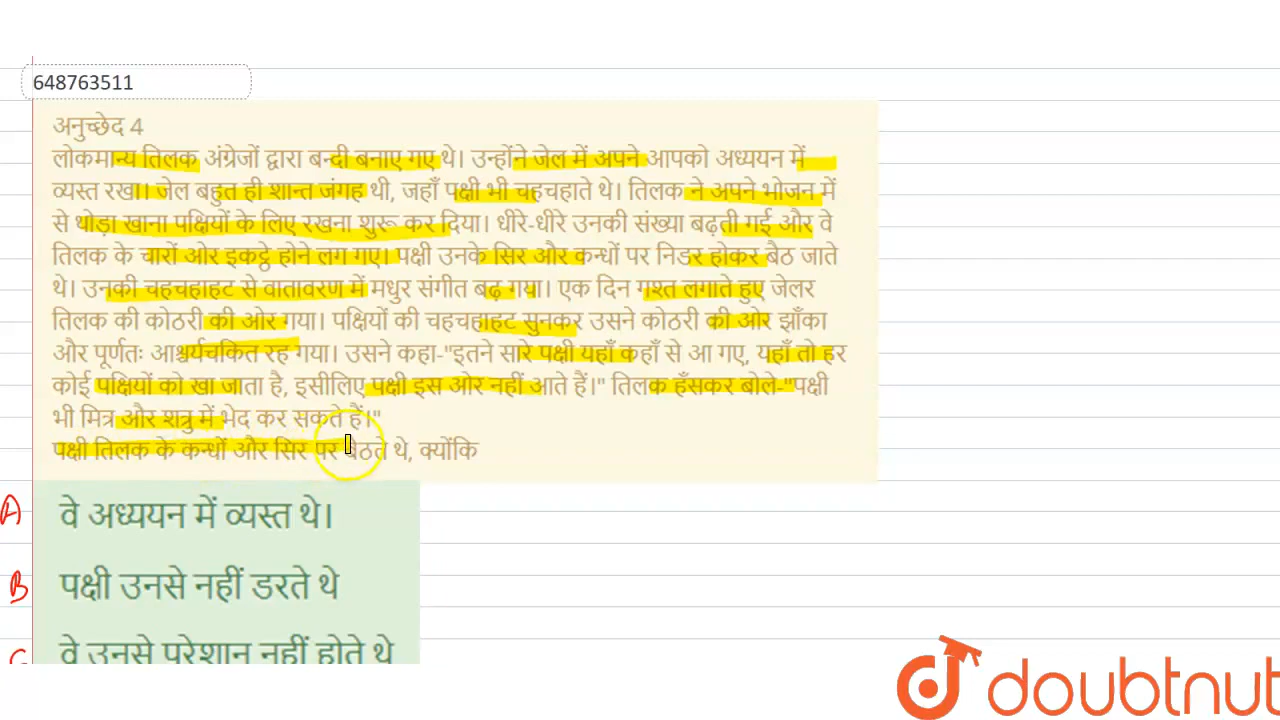 648763511
अनुच्छेद 4
लोकमान्य तिलक अंग्रेजों द्वारा बन्दी बनाए गए थे। उन्होंने जेल में अपने आपको अध्ययन में
व्यस्त रखा।। जेल बहुत ही शान्त जंगह थी, जहाँ पक्षी भी चहचहाते थे। तिलक ने अपने भोजन में
से थोड़ा खाना पक्षियों के लिए रखना शुरू कर दिया। धीरे-धीरे उनकी संख्या बढ़ती गई और वे
तिलक के चारों ओर इकट्ठे होने लग गए। पक्षी उनके सिर और कन्धों पर निडर होकर बैठ जाते
थे। उनकी चहचहाहट से वातावरण में मधुर संगीत बढ़ गया। एक दिन गश्त लगाते हुए जेलर
तिलक की कोठरी की ओर गया। पक्षियों की चहचहाहट सुनकर उसने कोठरी की ओर झाँका
और पूर्णतः आश्चर्यचकित रह गया। उसने कहा-"इतने सारे पक्षी यहाँ कहाँ से आ गए, यहाँ तो हर
कोई पक्षियों को खा जाता है, इसीलिए पक्षी इस ओर नहीं आते हैं।" तिलक हँसकर बोले-"पक्षी
भी मित्र और शत्रु में भेद कर सकते हैं।"
पक्षी तिलक के कन्धों और सिर पर बैठते थे, क्योंकि
A वे अध्ययन में व्यस्त थे।
B पक्षी उनसे नहीं डरते थे
C वे उनसे परेशान नहीं होते थे
doubtnut